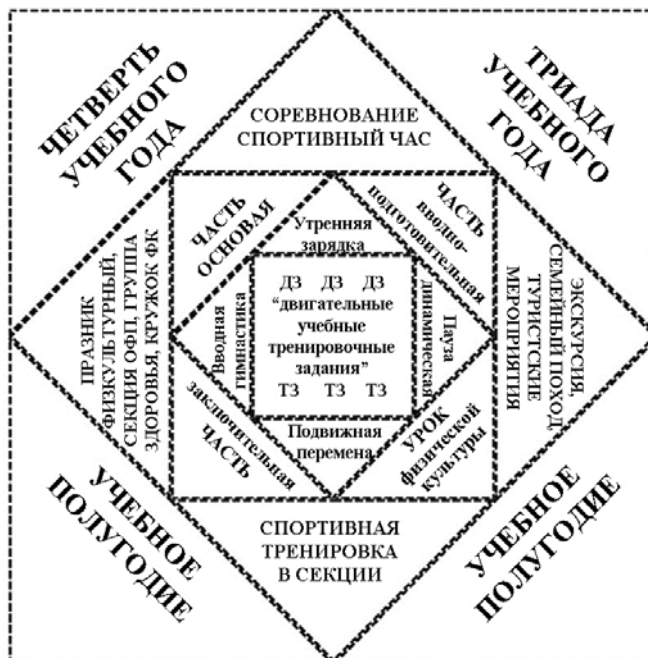 ЧЕТВЕРТЬ
УЧЕБНОГО
ГОДА
ТРИАДА
УЧЕБНОГО
ГОДА
СОРЕВНОВАНИЕ
СПОРТИВНЫЙ ЧАС
ЧАСТЬ
ОСНОВАЯ
ЧАСТЬ
вводно-
подготовительная
Утренняя
зарядка
ПРАЗНИК
ФИЗКУЛЬТУРНЫЙ,
СЕКЦИЯ ОФП, ГРУППА
ЗДОРОВЬЯ, КРУЖОК ФК
Вводная
гимнастика
ДЗ ДЗ ДЗ
“двигательные
учебные
тренировочные
задания”
ТЗ ТЗ ТЗ
Пауза
динамическая
ЭКСКУРСИЯ,
СЕМЕЙНЫЙ ПОХОД,
ТУРИСТСКИЕ
МЕРОПРИЯТИЯ
заключительная
ЧАСТЬ
Подвижная
перемена
УРОК
физической
культуры
УЧЕБНОЕ
ПОЛУГОДИЕ
СПОРТИВНАЯ
ТРЕНИРОВКА
В СЕКЦИИ
УЧЕБНОЕ
ПОЛУГОДИЕ